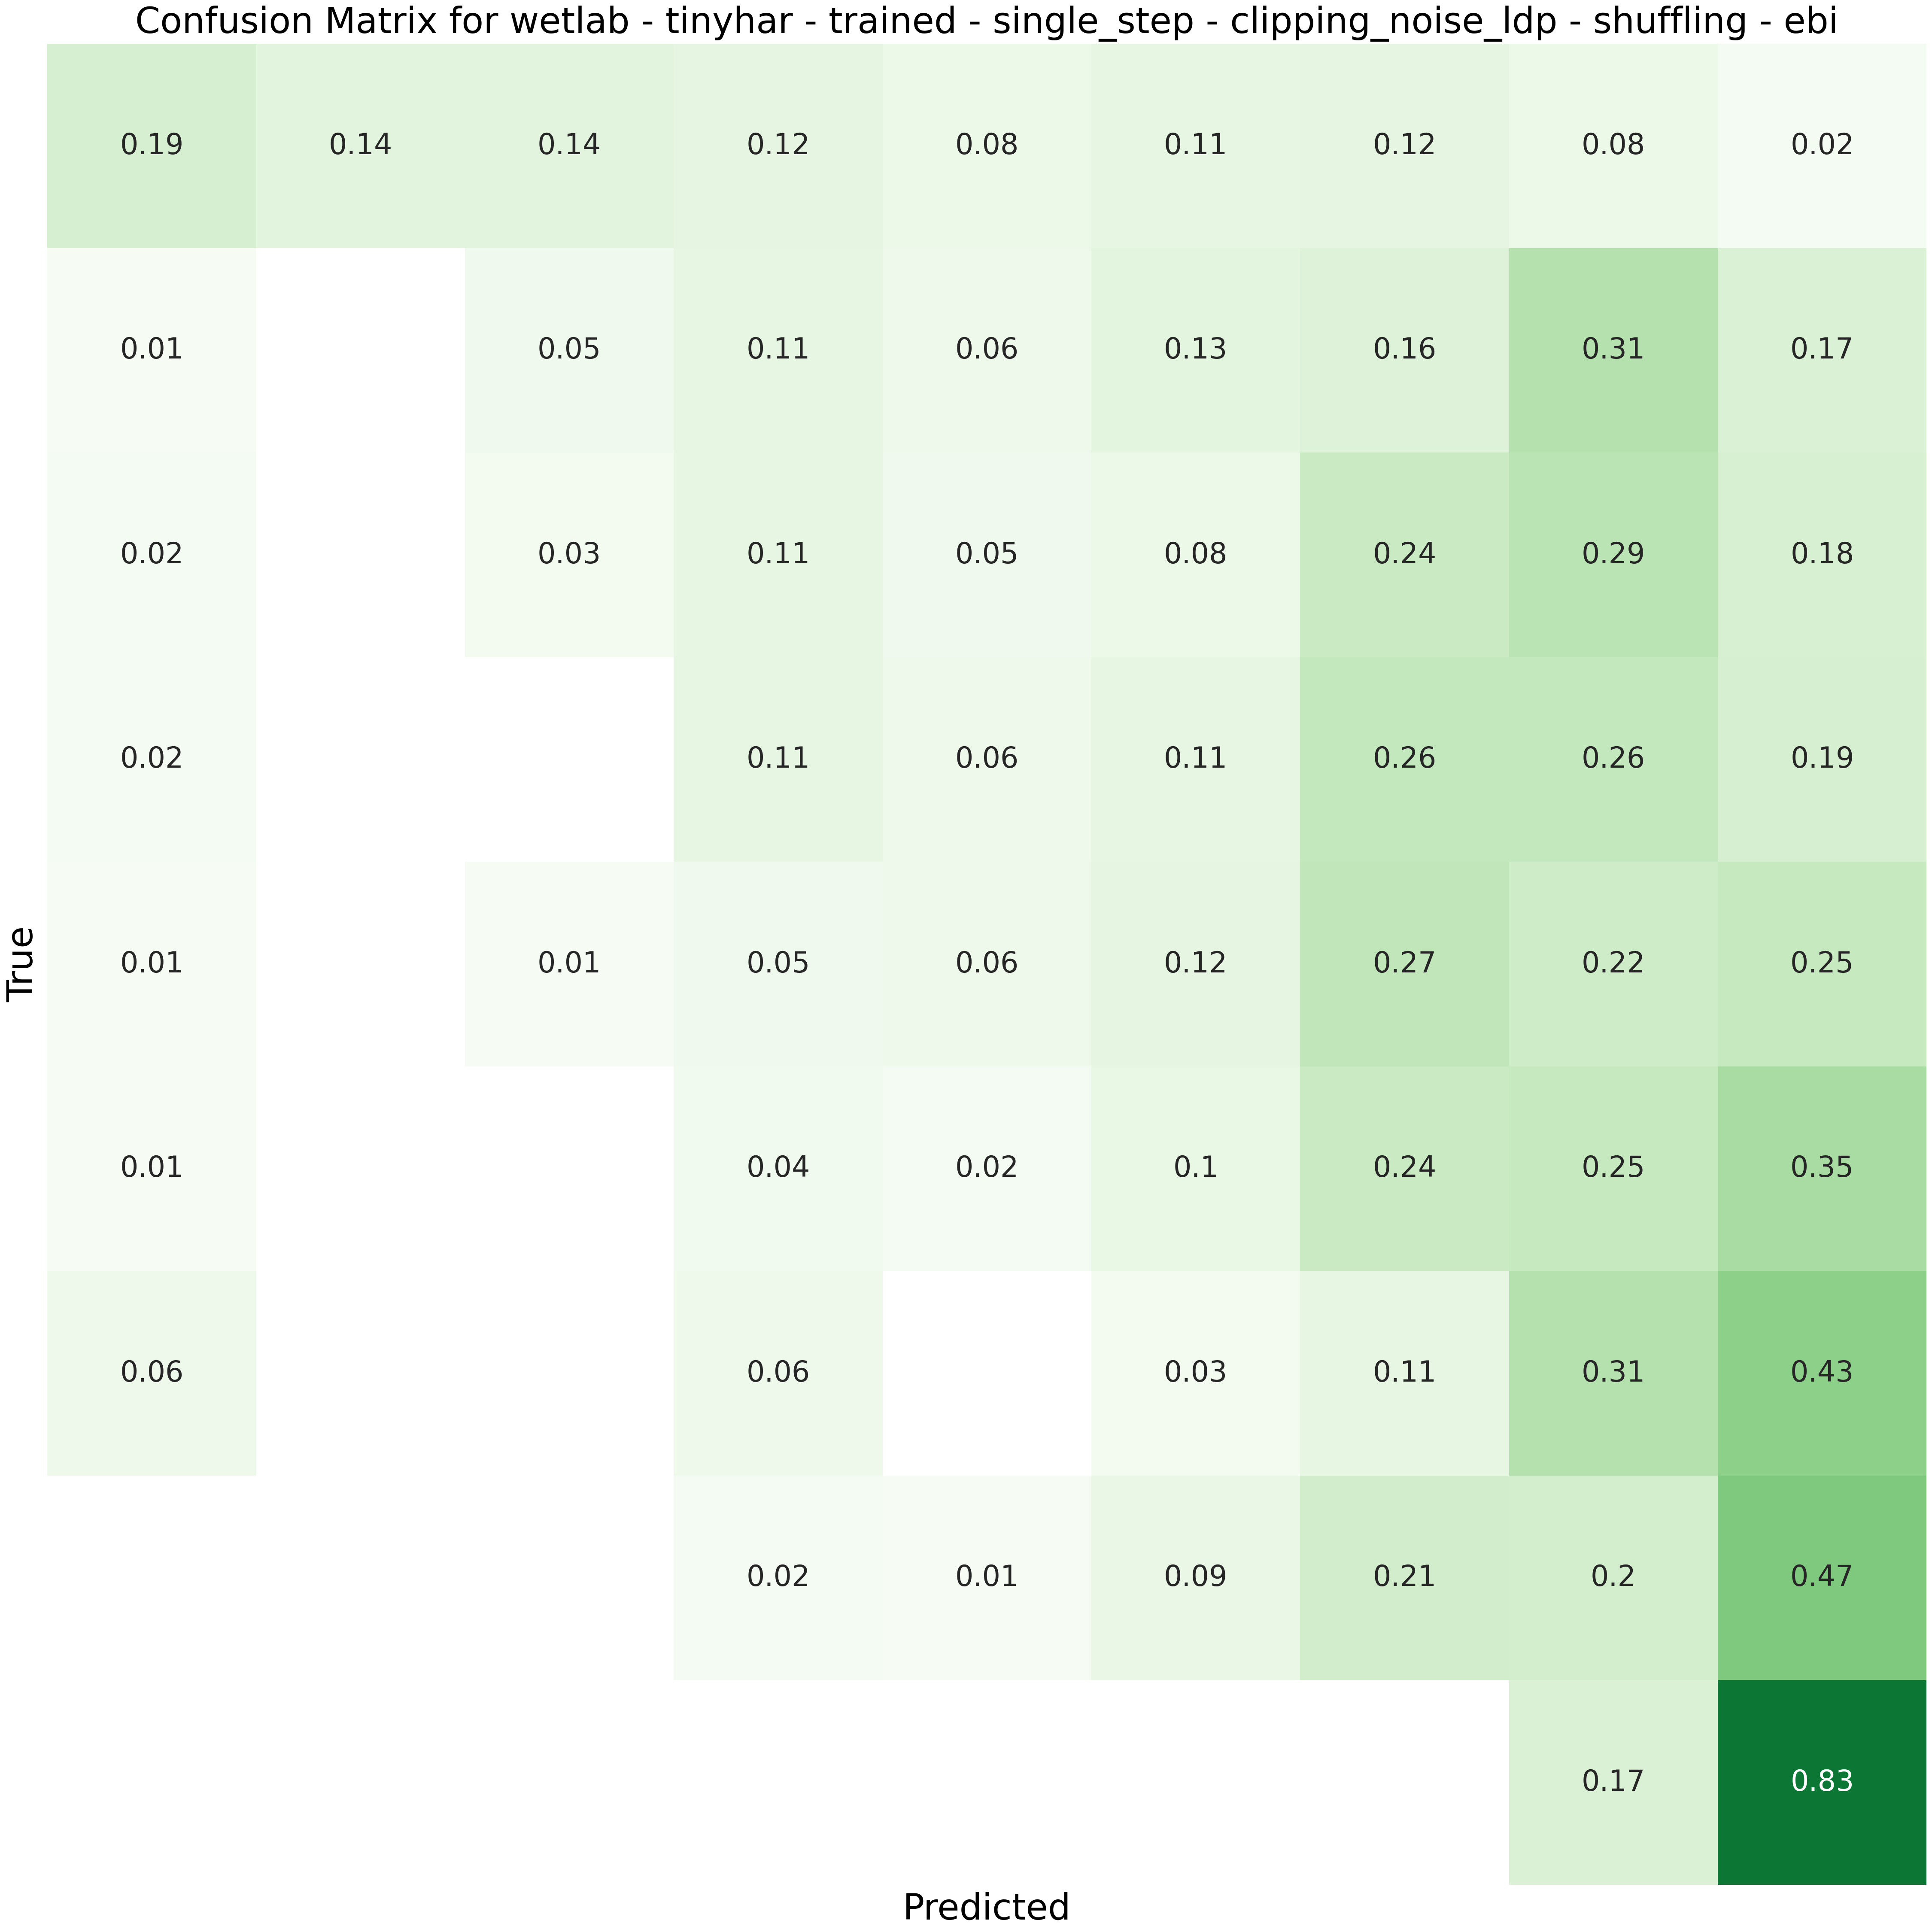 Confusion Matrix for wetlab - tinyhar - trained - single_step - clipping_noise_ldp - shuffling - ebi
0.19 0.14 0.14 0.12 0.08 0.11 0.12 0.08 0.02
0.01 0.05 0.11 0.06 0.13 0.16 0.31 0.17
0.02 0.03 0.11 0.05 0.08 0.24 0.29 0.18
0.02 0.11 0.06 0.11 0.26 0.26 0.19
True
0.01 0.01 0.05 0.06 0.12 0.27 0.22 0.25
0.01 0.04 0.02 0.1 0.24 0.25 0.35
0.06 0.06 0.03 0.11 0.31 0.43
0.02 0.01 0.09 0.21 0.2 0.47
0.17 0.83
Predicted